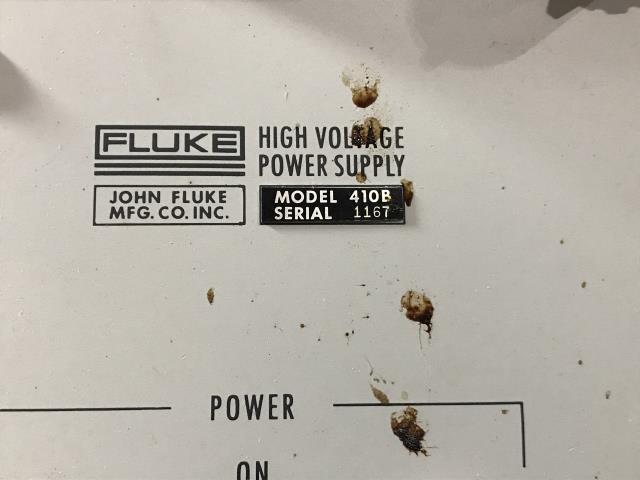 FLUKE
HIGH VOLTAGE
POWER SUPPLY
JOHN FLUKE
MFG. CO. INC.
MODEL 410B
SERIAL 1167
POWER
ON